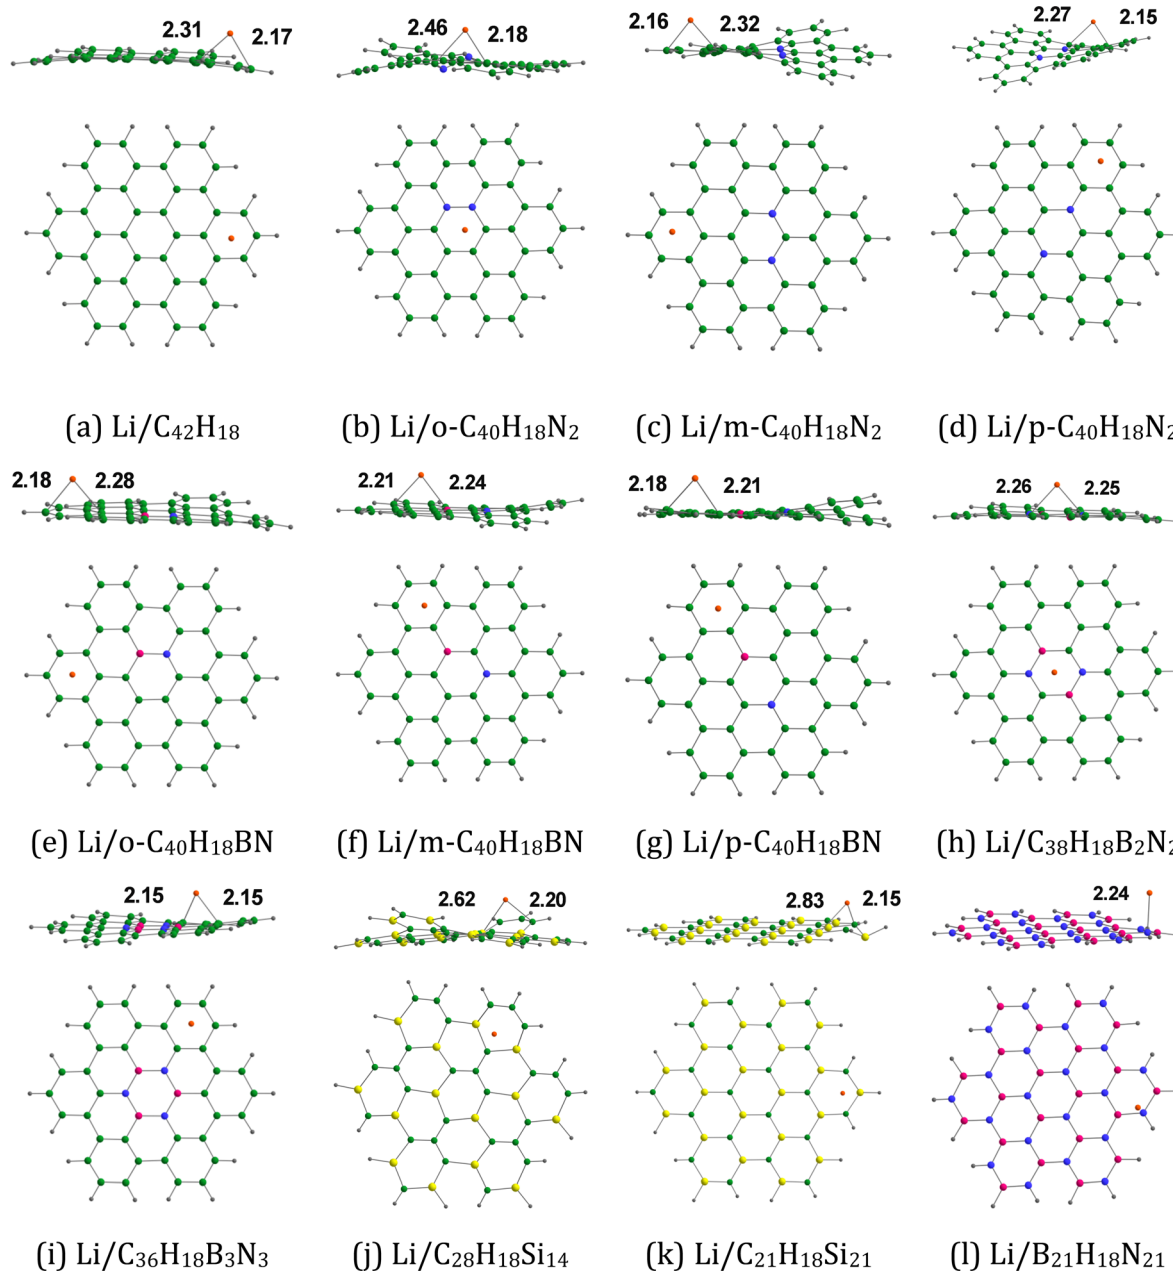 2.31 2.17 2.46 2.18 2.16 2.32 2.27 2.15
(a) Li/C₄₂H₁₈ (b) Li/o-C₄₀H₁₈N₂ (c) Li/m-C₄₀H₁₈N₂ (d) Li/p-C₄₀H₁₈N₂
2.18 2.28 2.21 2.24 2.18 2.21 2.26 2.25
(e) Li/o-C₄₀H₁₈BN (f) Li/m-C₄₀H₁₈BN (g) Li/p-C₄₀H₁₈BN (h) Li/C₃₈H₁₈B₂N₂
2.15 2.15 2.62 2.20 2.83 2.15 2.24
(i) Li/C₃₆H₁₈B₃N₃ (j) Li/C₂₈H₁₈Si₁₄ (k) Li/C₂₁H₁₈Si₂₁ (l) Li/B₂₁H₁₈N₂₁